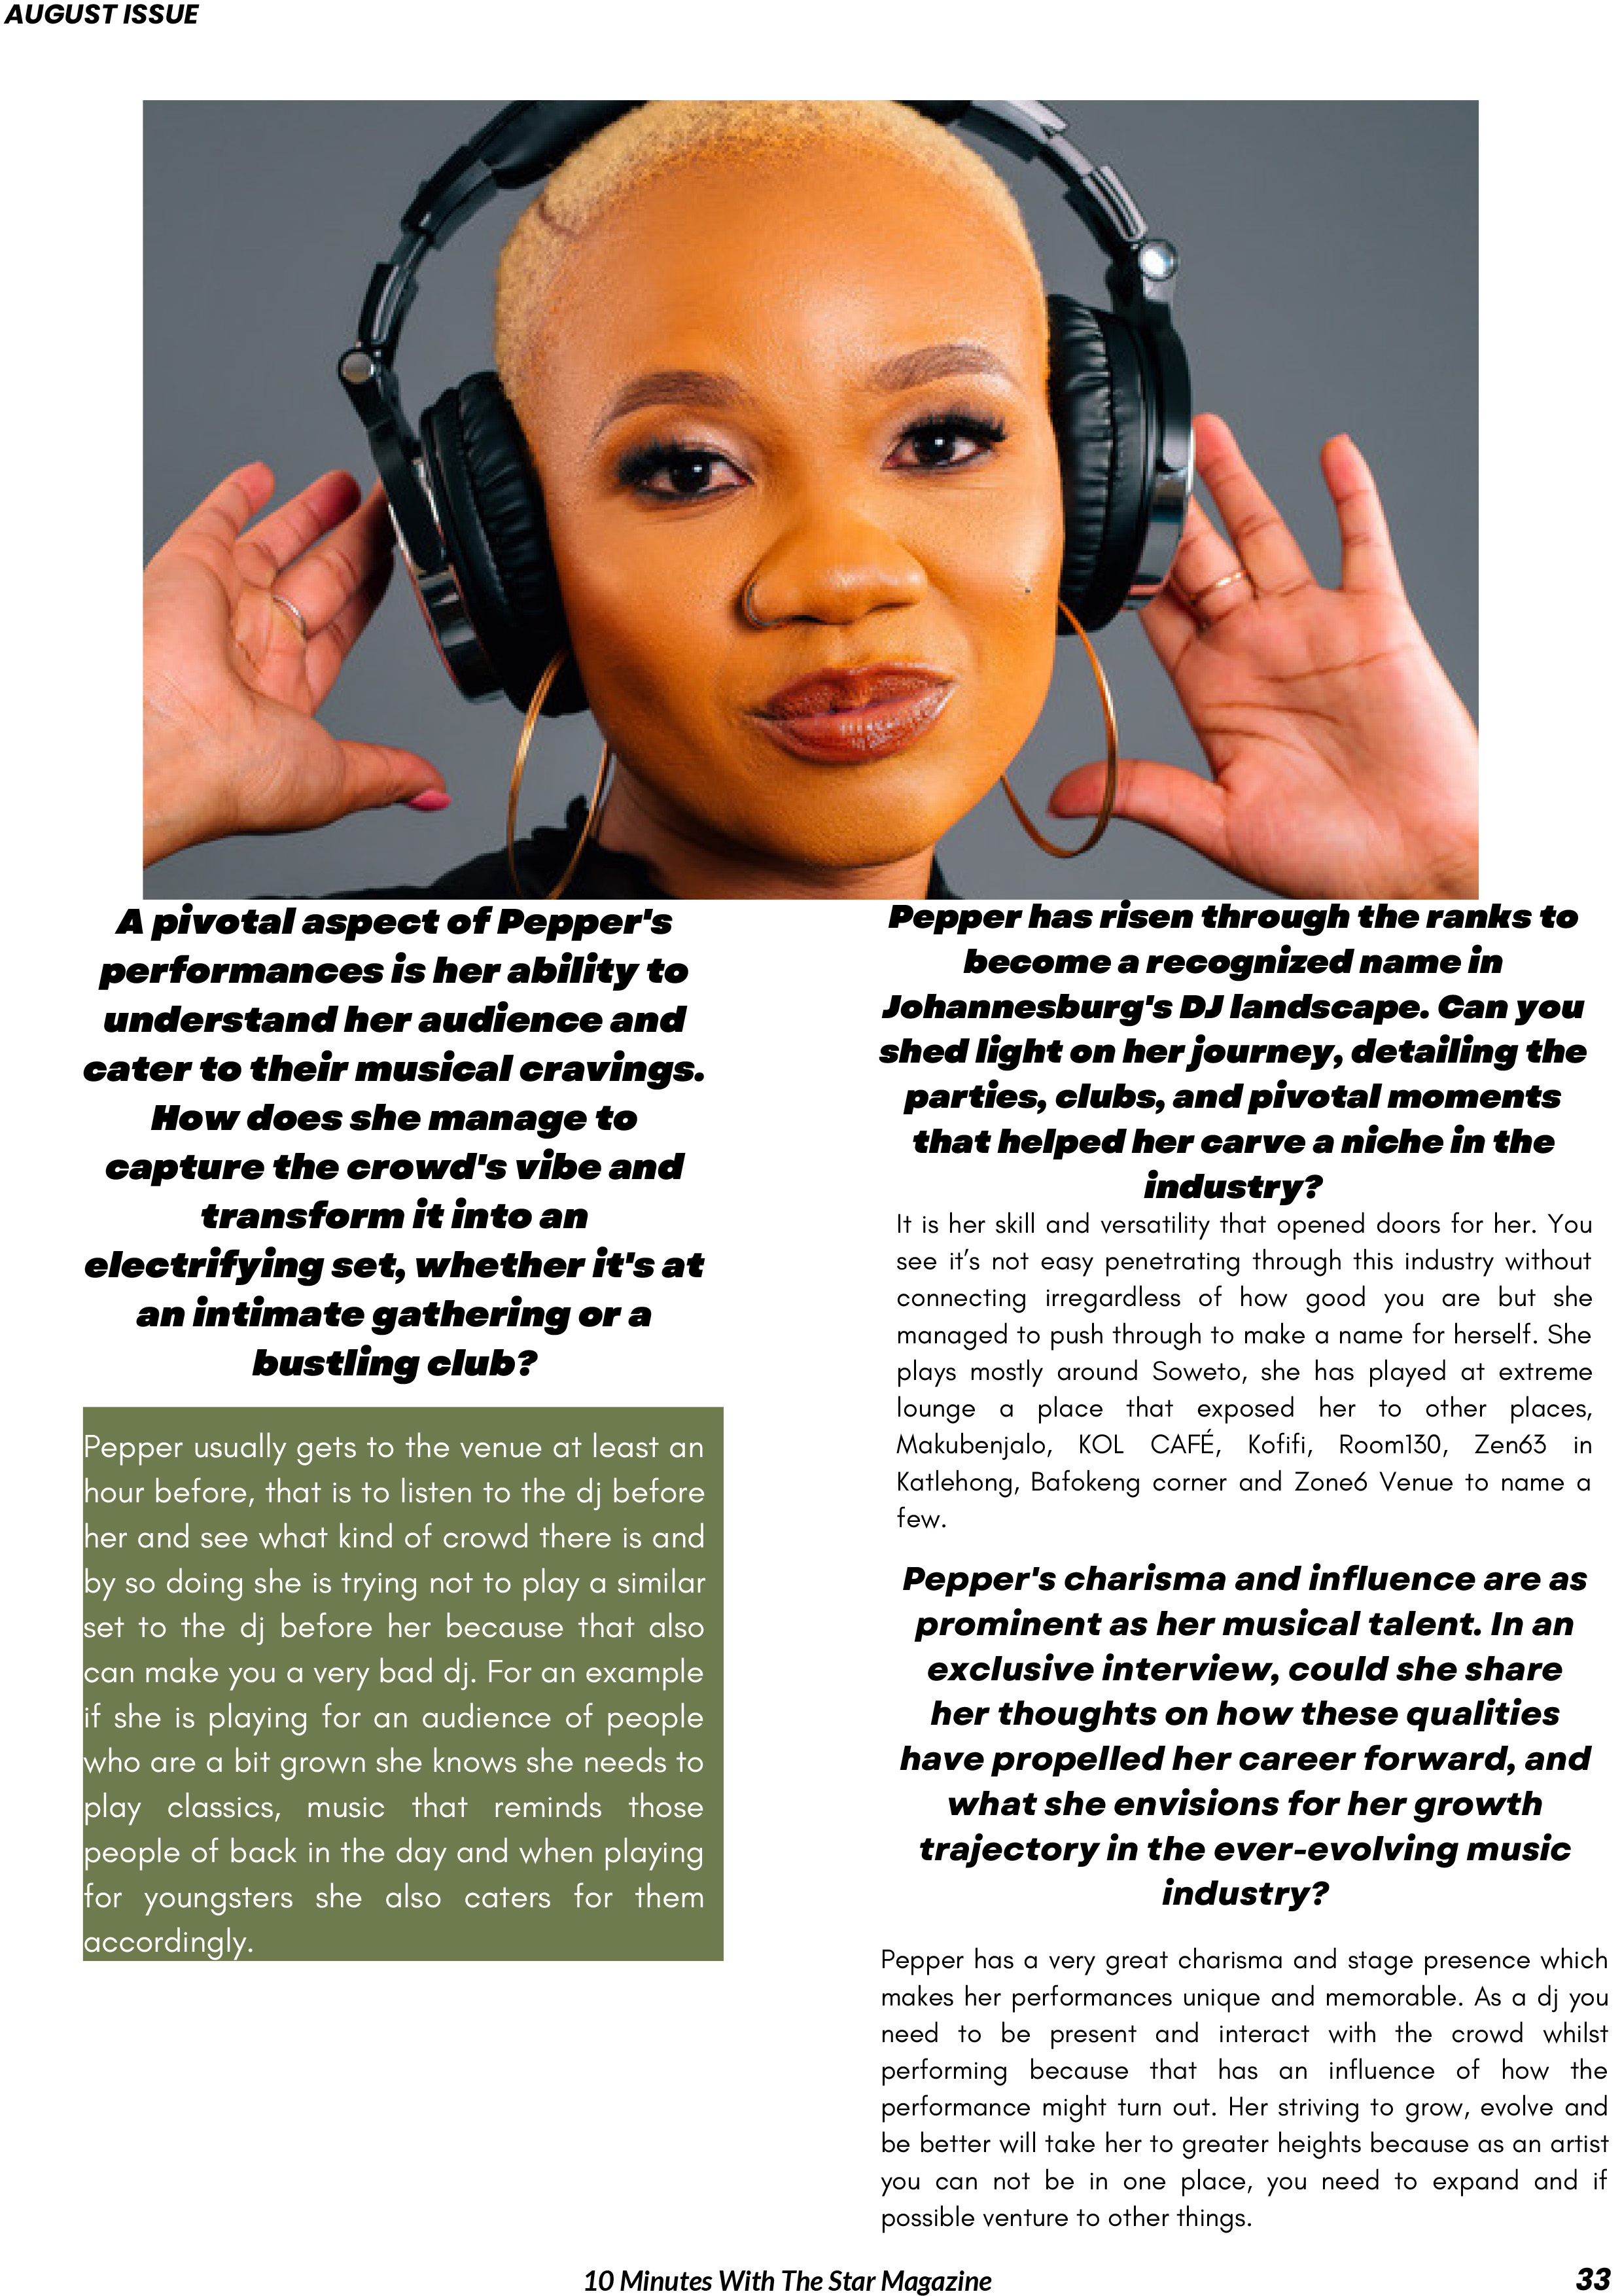 AUGUST ISSUE
A pivotal aspect of Pepper's
performances is her ability to
understand her audience and
cater to their musical cravings.
How does she manage to
capture the crowd's vibe and
transform it into an
electrifying set, whether it's at
an intimate gathering or a
bustling club?
Pepper usually gets to the venue at least an
hour before, that is to listen to the dj before
her and see what kind of crowd there is and
by so doing she is trying not to play a similar
set to the dj before her because that also
can make you a very bad dj. For an example
if she is playing for an audience of people
who are a bit grown she knows she needs to
play classics, music that reminds those
people of back in the day and when playing
for youngsters she also caters for them
accordingly.
Pepper has risen through the ranks to
become a recognized name in
Johannesburg's DJ landscape. Can you
shed light on her journey, detailing the
parties, clubs, and pivotal moments
that helped her carve a niche in the
industry?
It is her skill and versatility that opened doors for her. You
see it’s not easy penetrating through this industry without
connecting irregardless of how good you are but she
managed to push through to make a name for herself. She
plays mostly around Soweto, she has played at extreme
lounge a place that exposed her to other places,
Makubenjalo, KOL CAFÉ, Kofifi, Room130, Zen63 in
Katlehong, Bafokeng corner and Zone6 Venue to name a
few.
Pepper's charisma and influence are as
prominent as her musical talent. In an
exclusive interview, could she share
her thoughts on how these qualities
have propelled her career forward, and
what she envisions for her growth
trajectory in the ever-evolving music
industry?
Pepper has a very great charisma and stage presence which
makes her performances unique and memorable. As a dj you
need to be present and interact with the crowd whilst
performing because that has an influence of how the
performance might turn out. Her striving to grow, evolve and
be better will take her to greater heights because as an artist
you can not be in one place, you need to expand and if
possible venture to other things.
10 Minutes With The Star Magazine
33